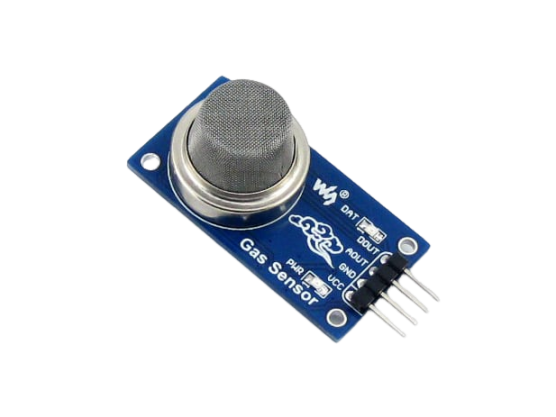 W ®
DAT
DOUT
AOUT
GND
VCC
PWR
Gas Sensor